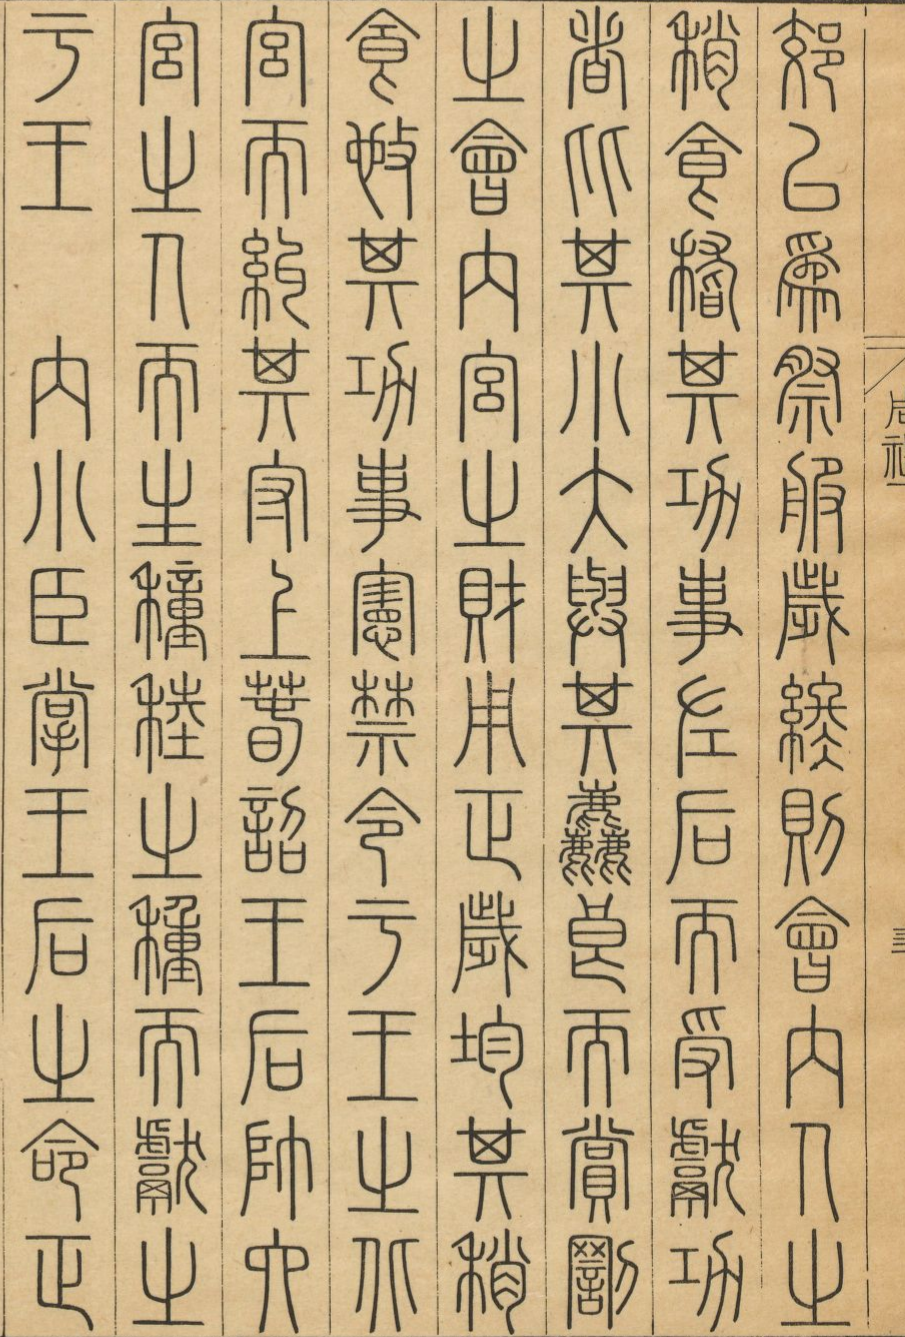 郊以為祭服歲終則會內人之
稍食稽其功事左后而受獻功
者比其小大與其麤良而賞罰
之會內宮之財用正歲均其稍
食𢻱其功事憲禁令于王之北
宮而糾其守上春詔王后帥六
宮之人而生穜稑之種而獻之
于王　內小臣掌王后之命正